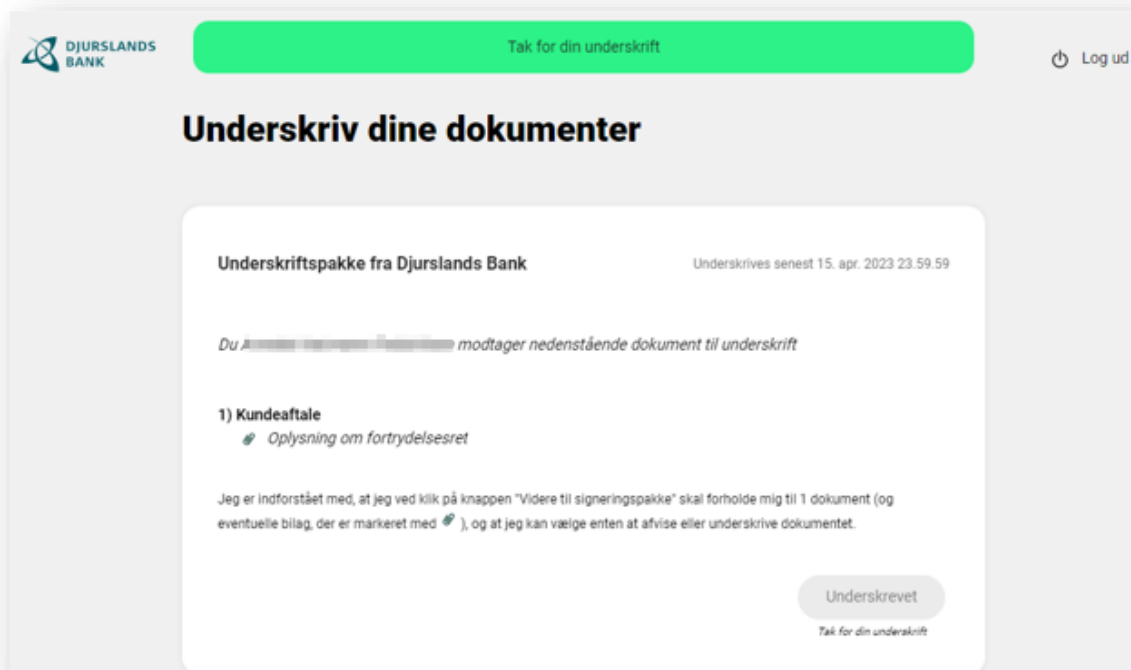 DJURSLANDS
BANK
Tak for din underskrift
Log ud
Underskriv dine dokumenter
Underskriftspakke fra Djurslands Bank
Underskrives senest 15. apr. 2023 23.59.59
Du modtager nedenstående dokument til underskrift
1) Kundeaftale
Oplysning om fortrydelsesret
Jeg er indforstået med, at jeg ved klik på knappen "Videre til signeringspakke" skal forholde mig til 1 dokument (og
eventuelle bilag, der er markeret med ), og at jeg kan vælge enten at afvise eller underskrive dokumentet.
Underskrevet
Tak for din underskrift